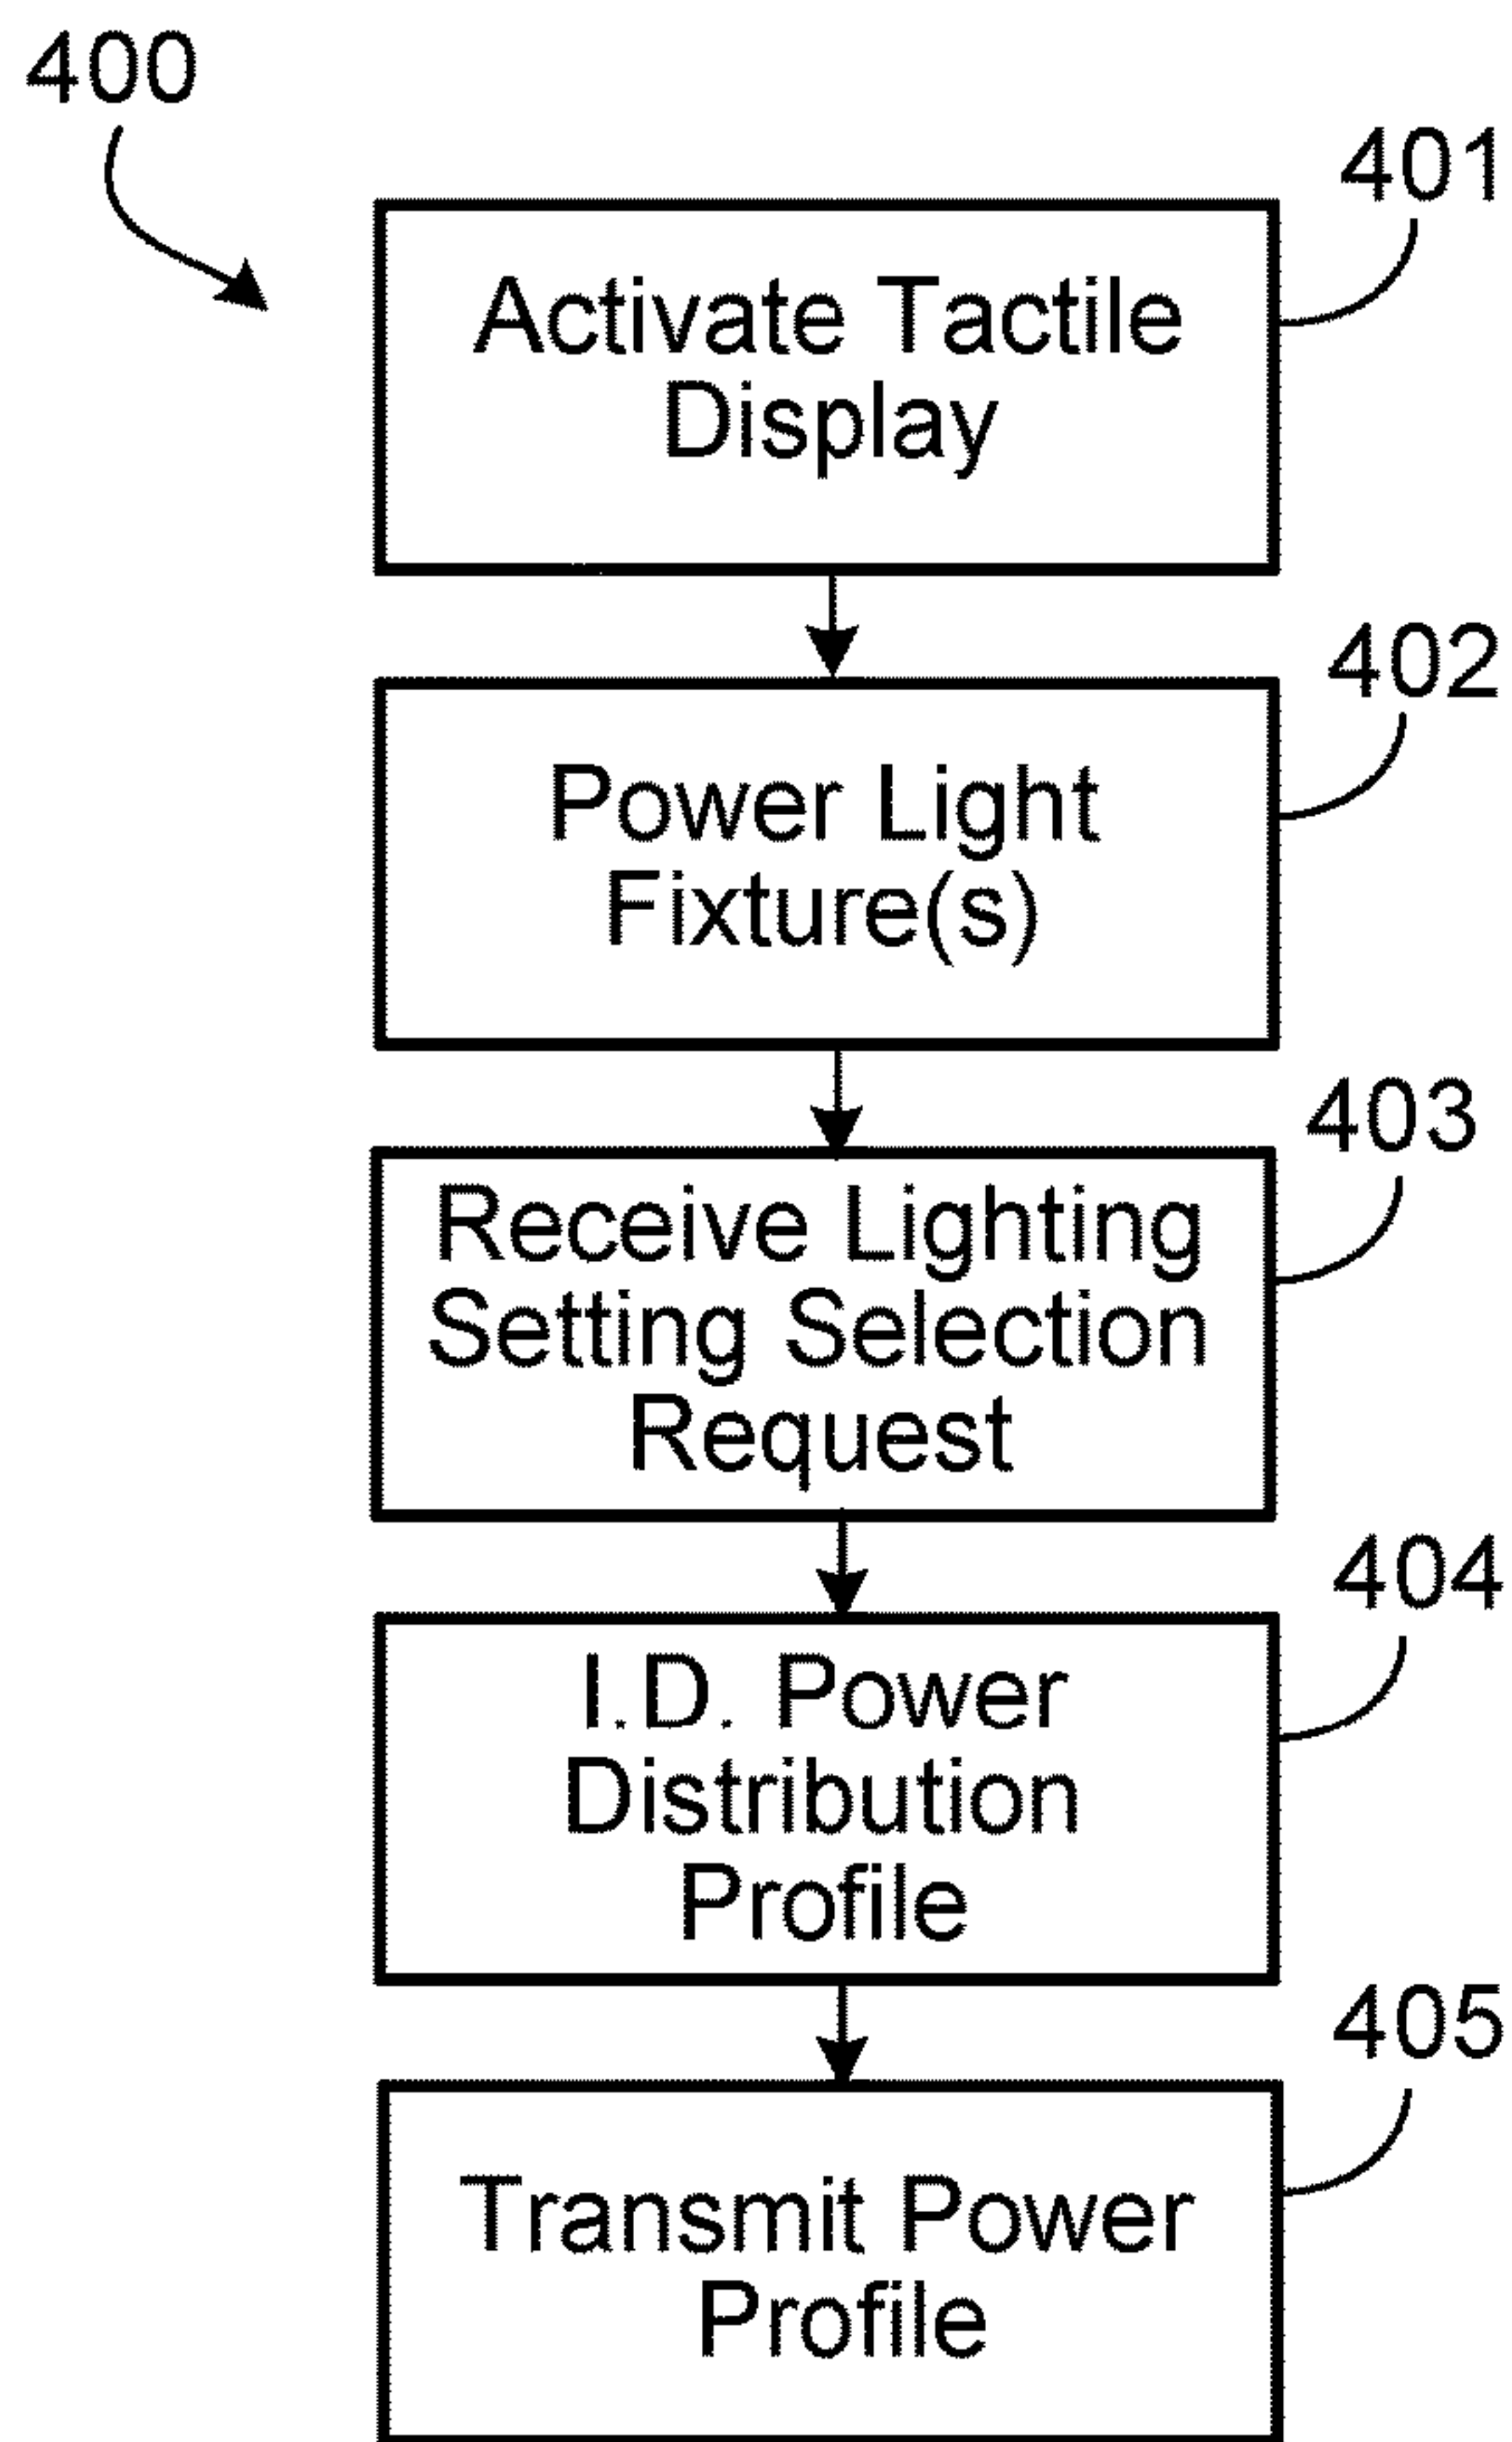 400
401
Activate Tactile
Display
402
Power Light
Fixture(s)
403
Receive Lighting
Setting Selection
Request
404
I.D. Power
Distribution
Profile
405
Transmit Power
Profile